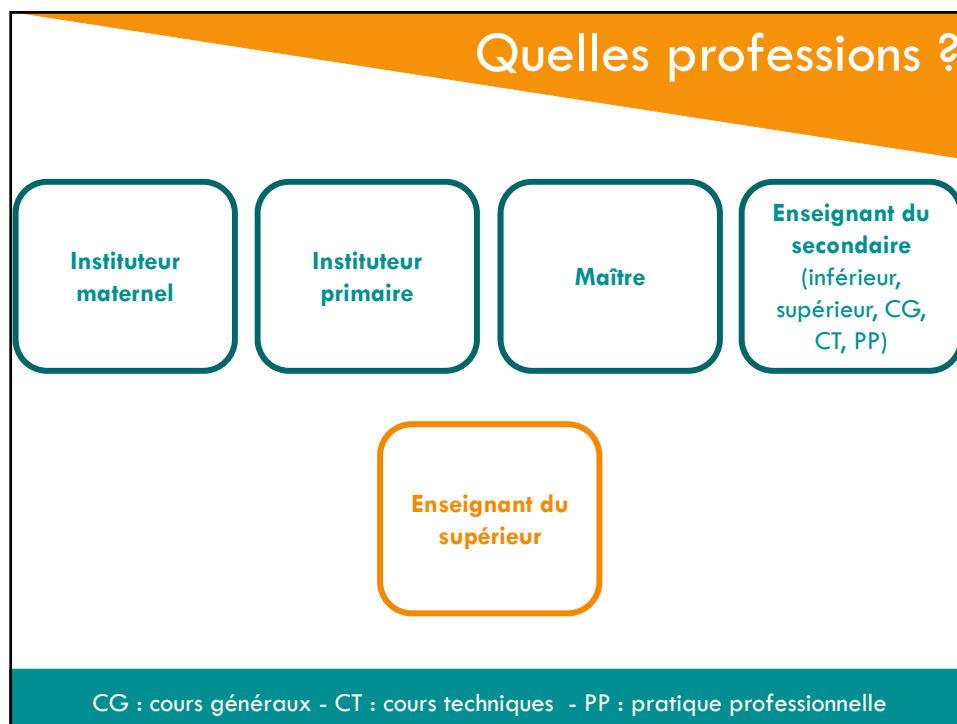 Quelles professions ?
Instituteur
maternel
Instituteur
primaire
Maître
Enseignant du
secondaire
(inférieur,
supérieur, CG,
CT, PP)
Enseignant du
supérieur
CG : cours généraux - CT : cours techniques - PP : pratique professionnelle